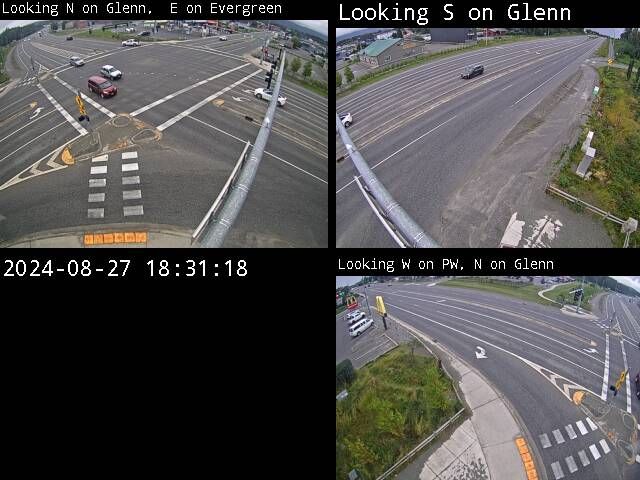 Looking N on Glenn, E on Evergreen
Looking S on Glenn
2024-08-27 18:31:18
Looking W on PW, N on Glenn